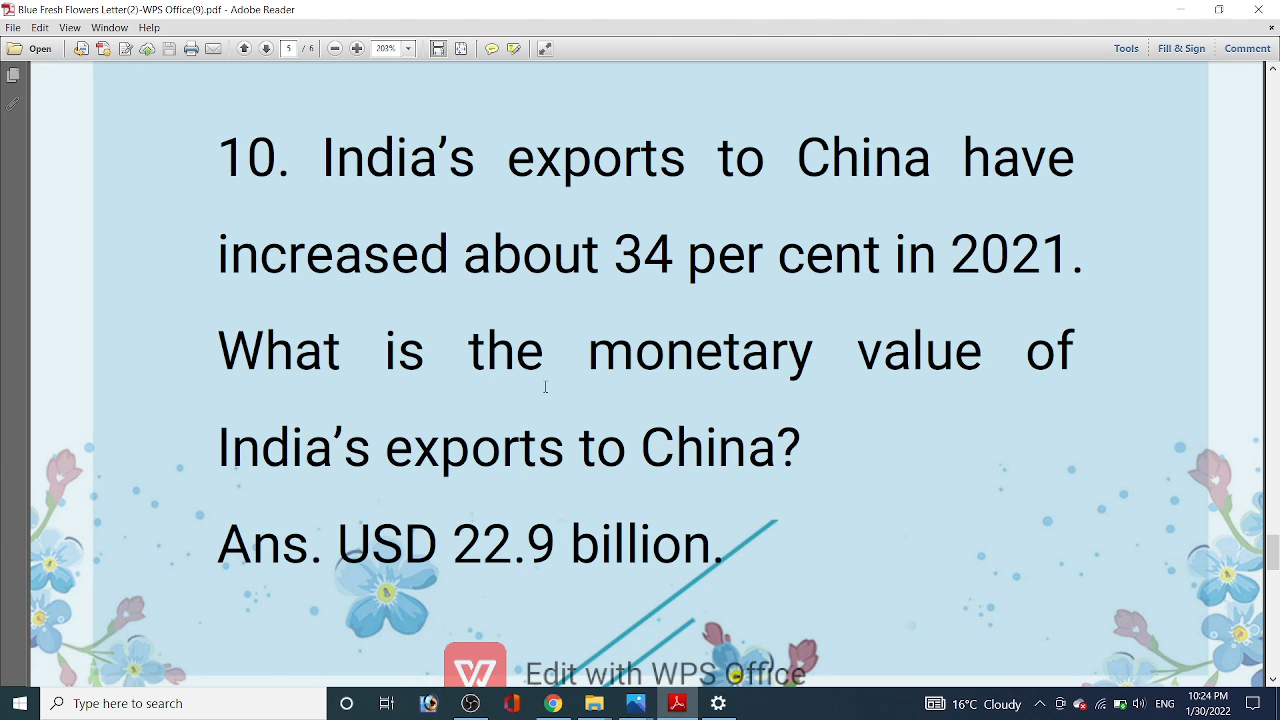 Blue Fresh Flowers Letter(2)-WPS Office(9).pdf - Adobe Reader
File Edit View Window Help
Open 5 / 6 203% Tools Fill & Sign Comment
10. India’s exports to China have
increased about 34 per cent in 2021.
What is the monetary value of
India’s exports to China?
Ans. USD 22.9 billion.
Edit with WPS Office
Type here to search
16°C Cloudy
ENG
10:24 PM
1/30/2022